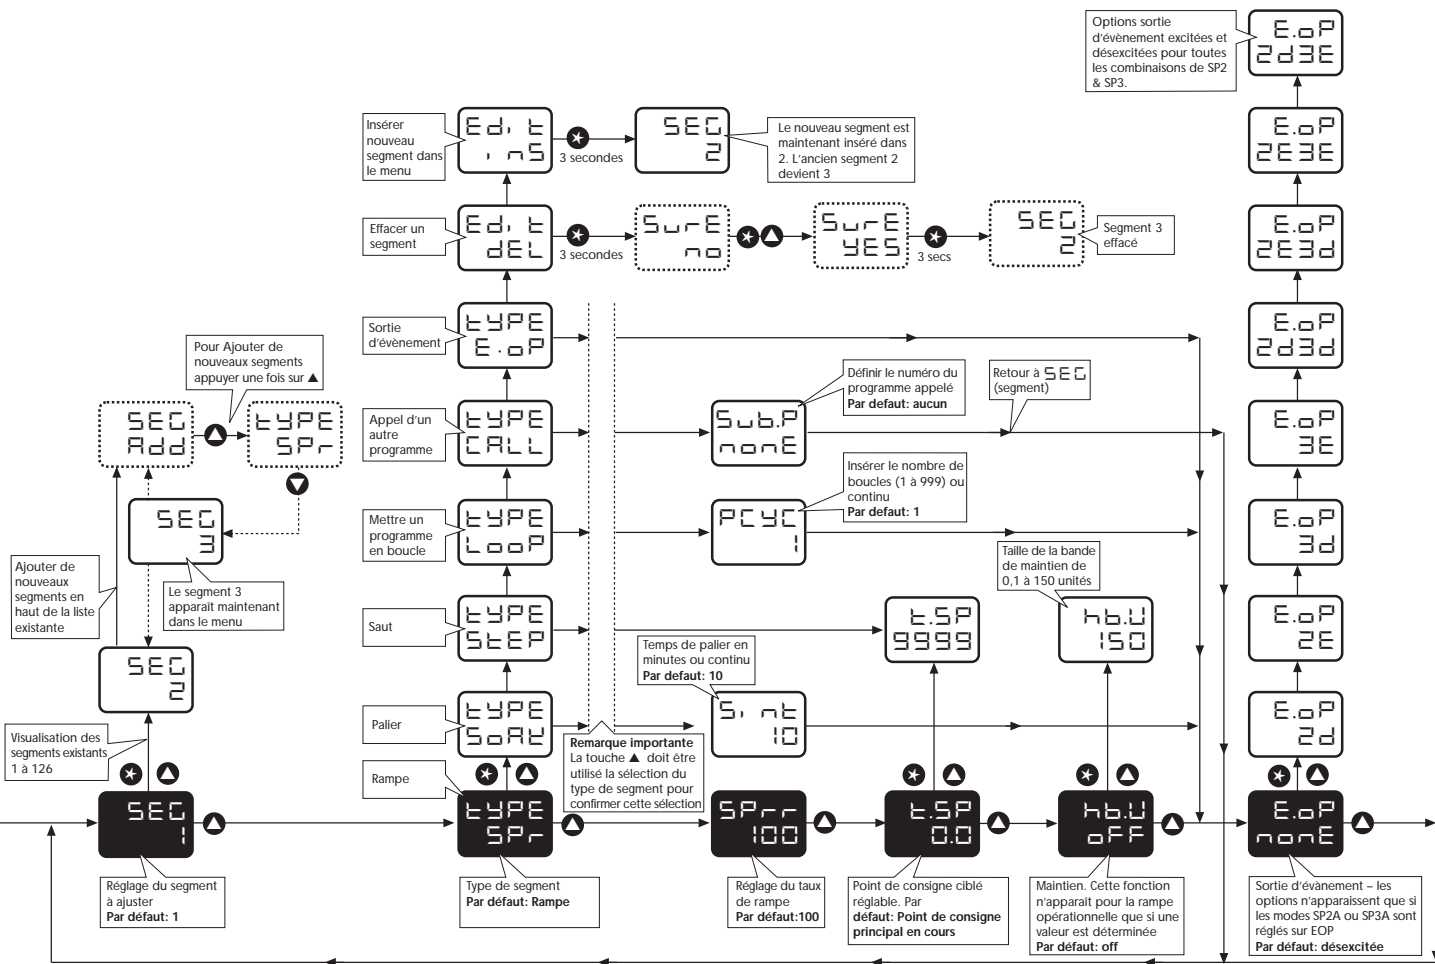 Options sortie
d'évènement excitées et
désexcitées pour toutes
les combinaisons de SP2
& SP3.
E.oP
2d3E
Insérer
nouveau
segment dans
le menu
Edit
inS
3 secondes
SEG
2
Le nouveau segment est
maintenant inséré dans
2. L'ancien segment 2
devient 3
E.oP
2E3E
Effacer un
segment
Edit
dEL
3 secondes
SurE
no
SurE
YES
3 secs
SEG
2
Segment 3
effacé
E.oP
2E3d
Sortie
d'évènement
tYPE
E.oP
E.oP
2d3d
Pour Ajouter de
nouveaux segments
appuyer une fois sur ▲
SEG
Add
tYPE
SPr
Appel d'un
autre
programme
tYPE
CALL
Sub.P
nonE
Définir le numéro du
programme appelé
Par defaut: aucun
Retour à SEG
(segment)
E.oP
3E
SEG
3
Le segment 3
apparait maintenant
dans le menu
Ajouter de
nouveaux
segments en
haut de la liste
existante
Mettre un
programme
en boucle
tYPE
LooP
PCYC
1
Insérer le nombre de
boucles (1 à 999) ou
continu
Par defaut: 1
E.oP
3d
Taille de la bande
de maintien de
0,1 à 150 unités
SEG
2
Saut
tYPE
StEP
t.SP
9999
hb.U
150
E.oP
2E
Visualisation des
segments existants
1 à 126
Palier
tYPE
SoAK
Temps de palier en
minutes ou continu
Par defaut: 10
Sint
10
E.oP
2d
Remarque importante
La touche ▲ doit être
utilisé la sélection du
type de segment pour
confirmer cette sélection
Rampe
SEG
1
tYPE
SPr
SPrr
100
t.SP
0.0
hb.U
oFF
E.oP
nonE
Réglage du segment
à ajuster
Par défaut: 1
Type de segment
Par défaut: Rampe
Réglage du taux
de rampe
Par défaut:100
Point de consigne ciblé
réglable. Par
défaut: Point de consigne
principal en cours
Maintien. Cette fonction
n'apparait pour la rampe
opérationnelle que si une
valeur est déterminée
Par défaut: off
Sortie d'évànement – les
options n'apparaissent que si
les modes SP2A ou SP3A sont
réglés sur EOP
Par défaut: désexcitée